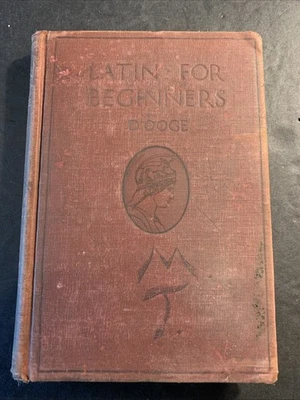 LATIN · FOR
BEGINNERS
D'OOGE